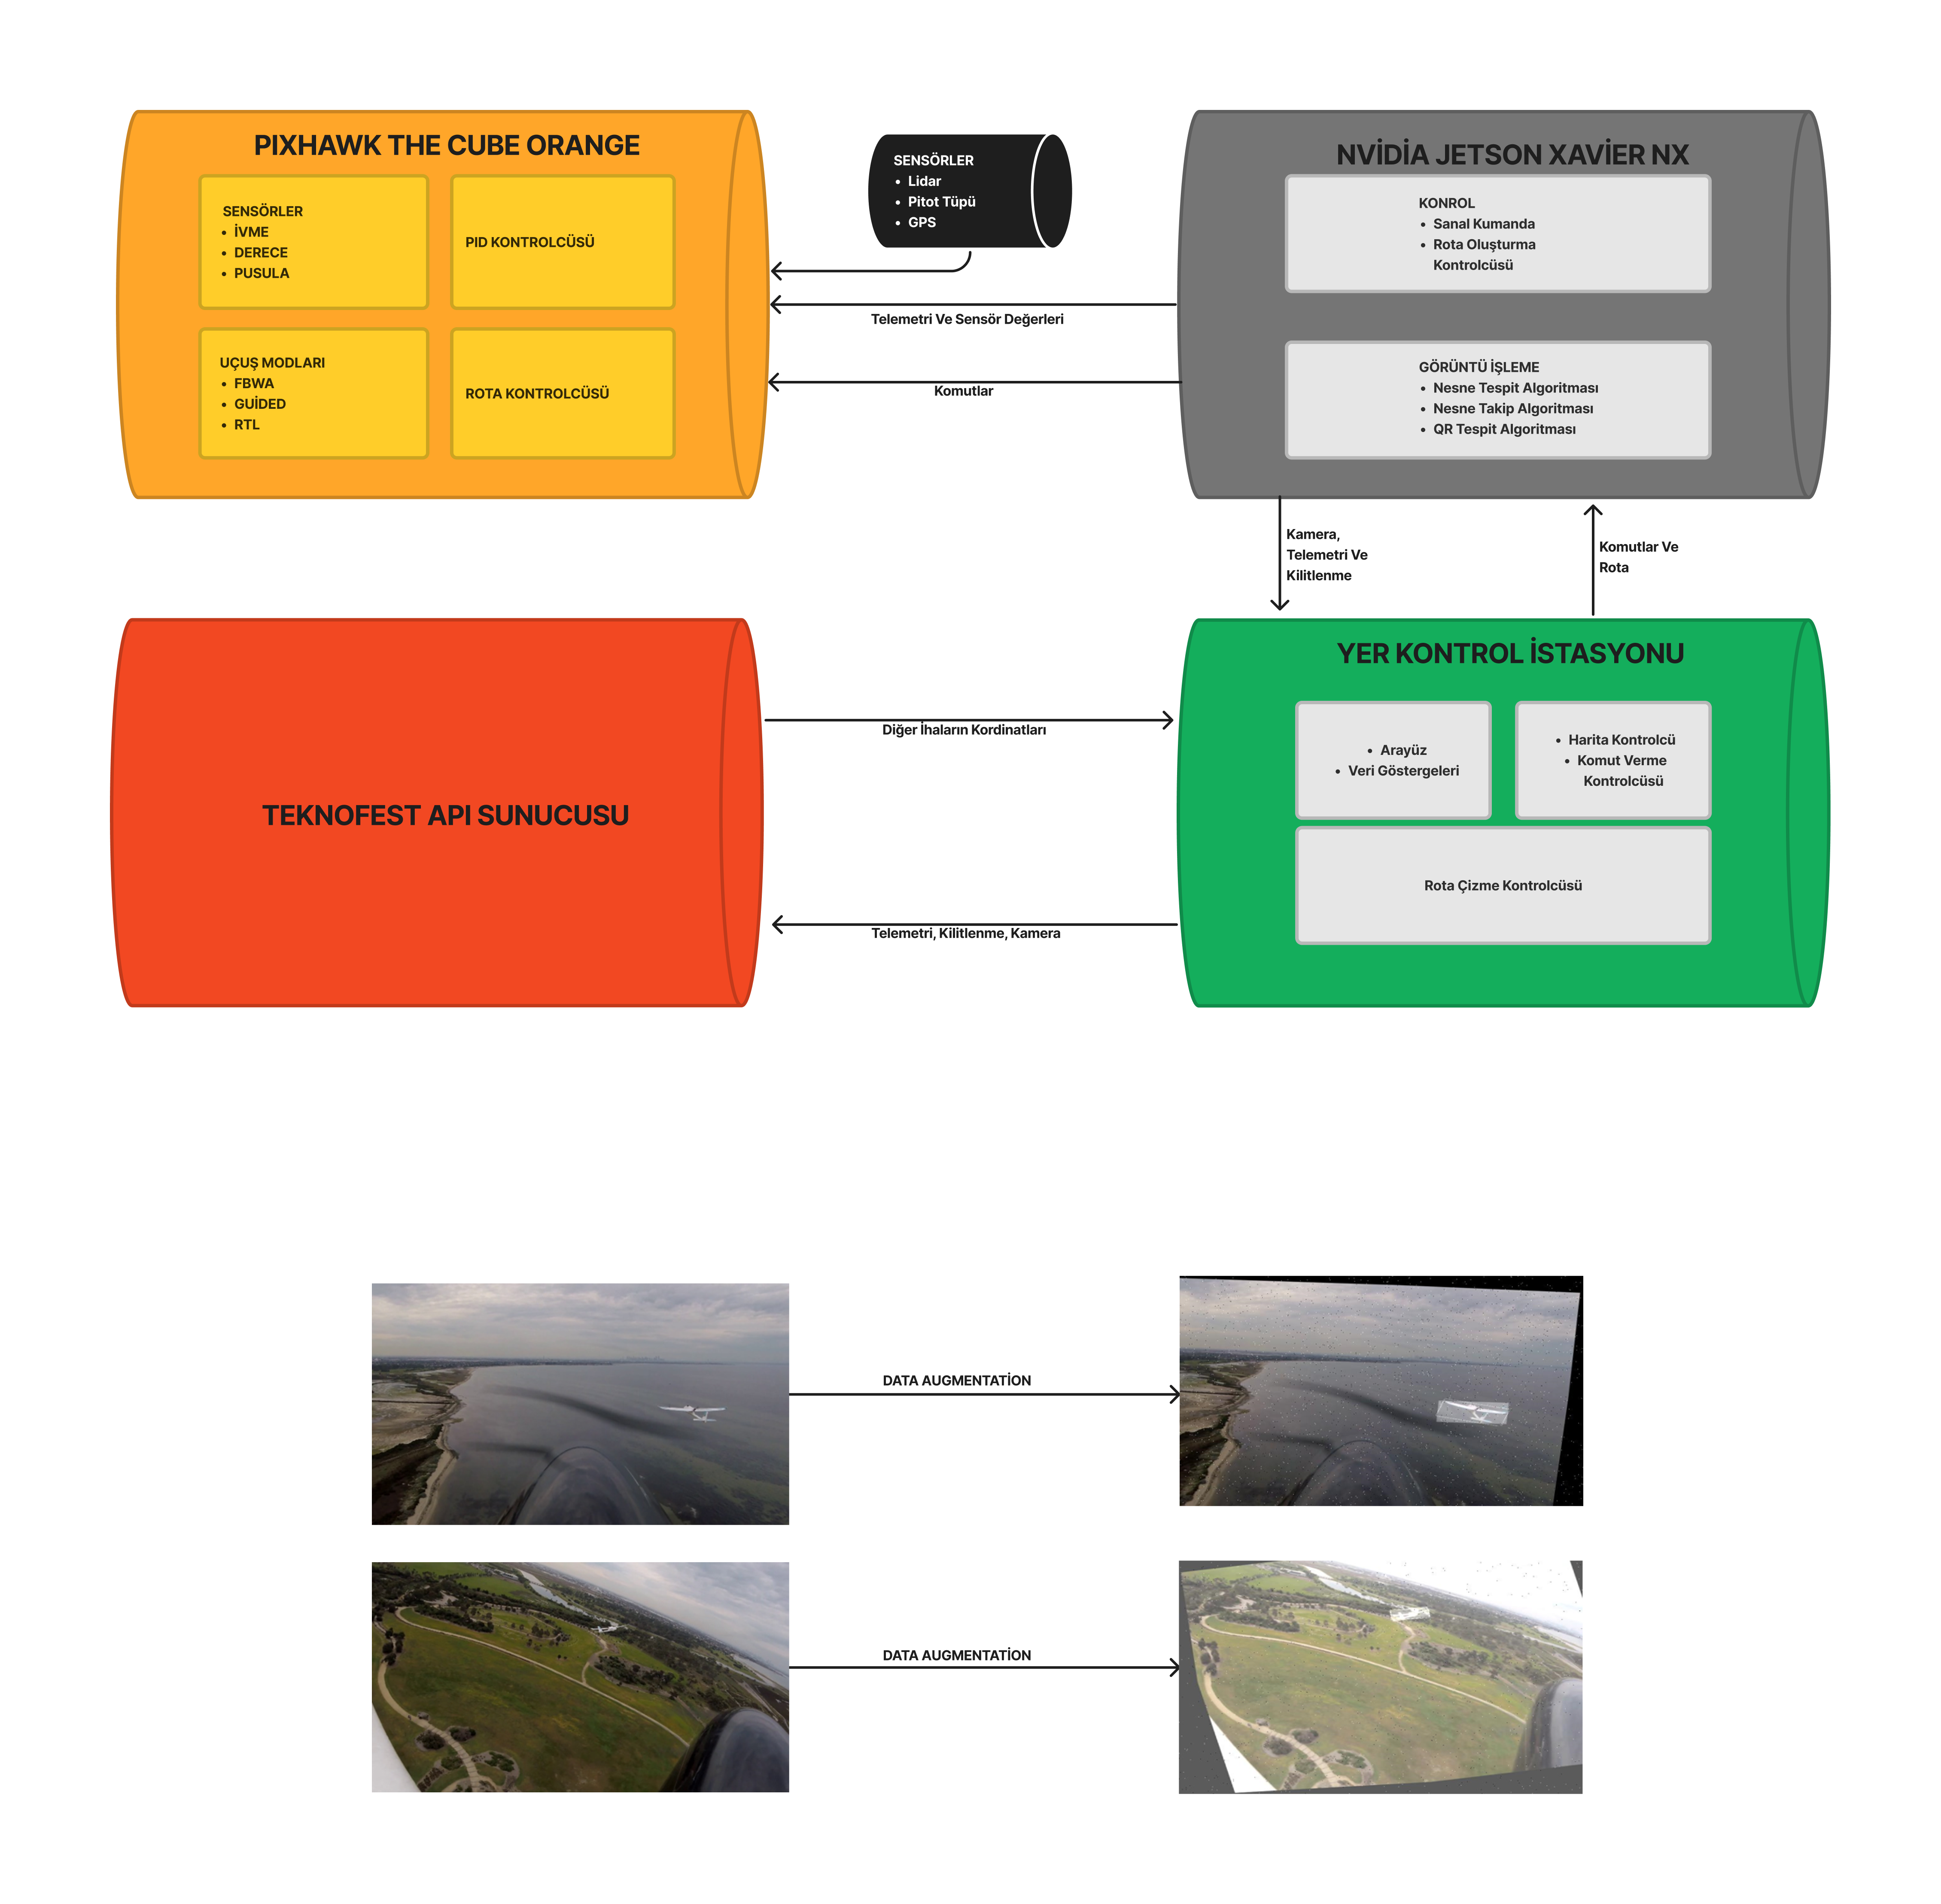 PIXHAWK THE CUBE ORANGE
SENSÖRLER
• İVME
• DERECE
• PUSULA
PID KONTROLCÜSÜ
UÇUŞ MODLARI
• FBWA
• GUİDED
• RTL
ROTA KONTROLCÜSÜ
SENSÖRLER
• Lidar
• Pitot Tüpü
• GPS
Telemetri Ve Sensör Değerleri
Komutlar
NVİDİA JETSON XAVİER NX
KONROL
• Sanal Kumanda
• Rota Oluşturma
Kontrolcüsü
GÖRÜNTÜ İŞLEME
• Nesne Tespit Algoritması
• Nesne Takip Algoritması
• QR Tespit Algoritması
Kamera,
Telemetri Ve
Kilitlenme
Komutlar Ve
Rota
TEKNOFEST API SUNUCUSU
Diğer İhaların Kordinatları
Telemetri, Kilitlenme, Kamera
YER KONTROL İSTASYONU
• Arayüz
• Veri Göstergeleri
• Harita Kontrolcü
• Komut Verme
Kontrolcüsü
Rota Çizme Kontrolcüsü
DATA AUGMENTATİON
DATA AUGMENTATİON